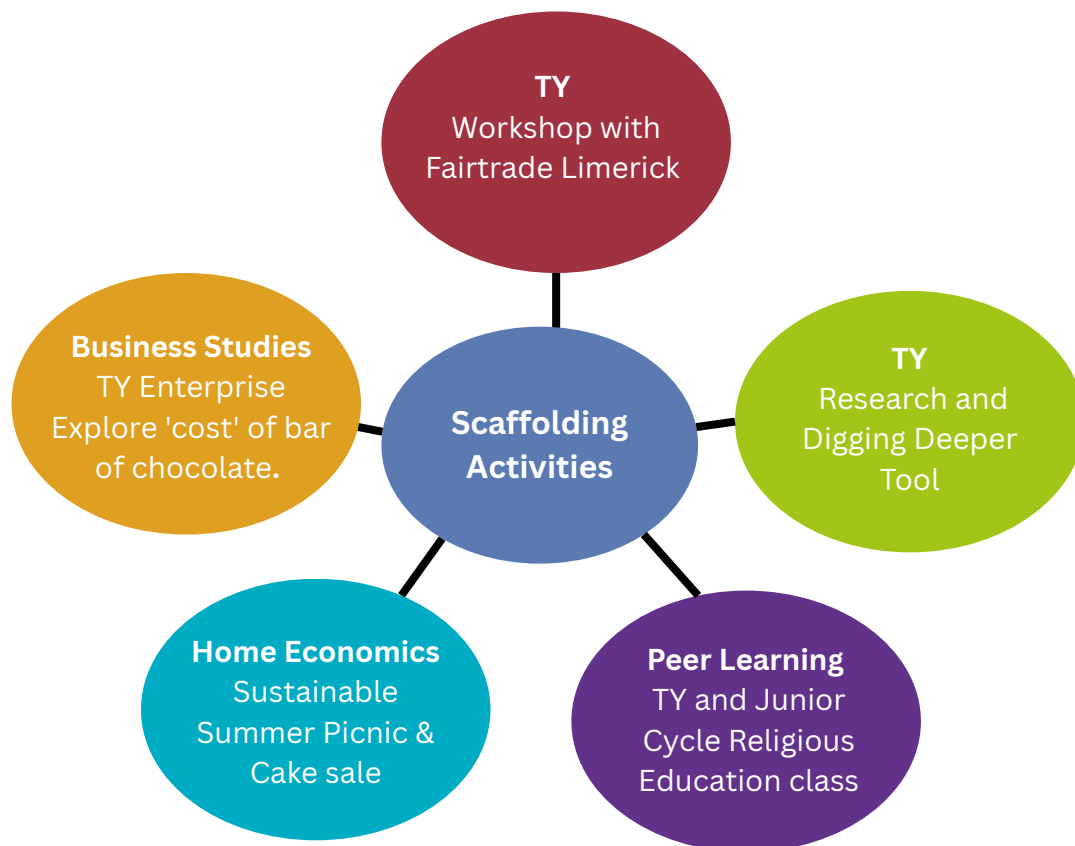 TY
Workshop with
Fairtrade Limerick
Business Studies
TY Enterprise
Explore 'cost' of bar
of chocolate.
Scaffolding
Activities
TY
Research and
Digging Deeper
Tool
Home Economics
Sustainable
Summer Picnic &
Cake sale
Peer Learning
TY and Junior
Cycle Religious
Education class